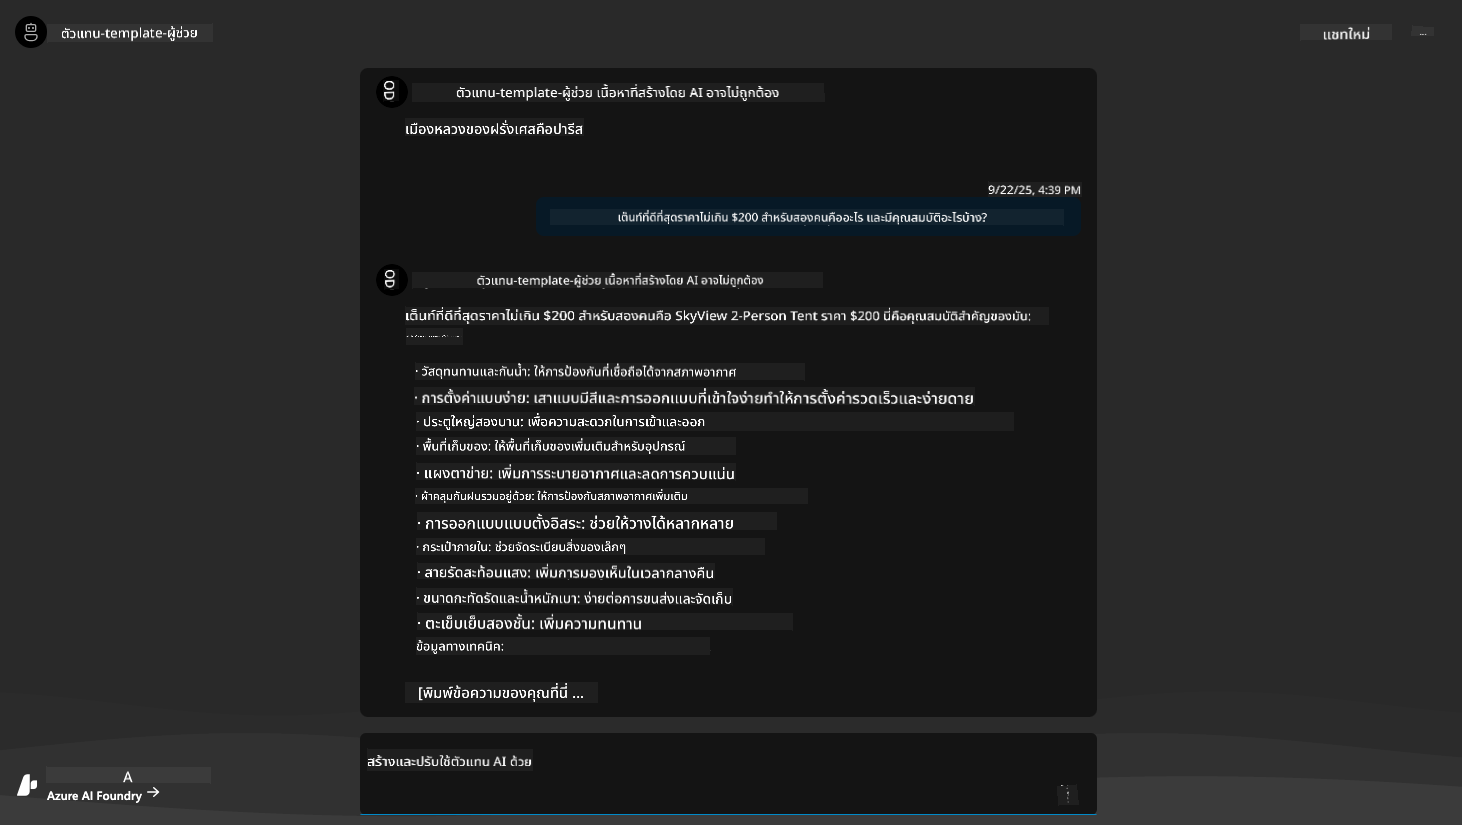 ตัวแทน-template-ผู้ช่วย
แชทใหม่
...
ตัวแทน-template-ผู้ช่วย เนื้อหาที่สร้างโดย AI อาจไม่ถูกต้อง
เมืองหลวงของฝรั่งเศสคือปารีส
9/22/25, 4:39 PM
เต็นท์ที่ดีที่สุดราคาไม่เกิน $200 สำหรับสองคนคืออะไร และมีคุณสมบัติอะไรบ้าง?
ตัวแทน-template-ผู้ช่วย เนื้อหาที่สร้างโดย AI อาจไม่ถูกต้อง
เต็นท์ที่ดีที่สุดราคาไม่เกิน $200 สำหรับสองคนคือ SkyView 2-Person Tent ราคา $200 นี่คือคุณสมบัติสำคัญของมัน:
· วัสดุทนทานและกันน้ำ: ให้การป้องกันที่เชื่อถือได้จากสภาพอากาศ
· การตั้งค่าแบบง่าย: เสาแบบมีสีและการออกแบบที่เข้าใจง่ายทำให้การตั้งค่ารวดเร็วและง่ายดาย
· ประตูใหญ่สองบาน: เพื่อความสะดวกในการเข้าและออก
· พื้นที่เก็บของ: ให้พื้นที่เก็บของเพิ่มเติมสำหรับอุปกรณ์
· แผงตาข่าย: เพิ่มการระบายอากาศและลดการควบแน่น
· ผ้าคลุมกันฝนรวมอยู่ด้วย: ให้การป้องกันสภาพอากาศเพิ่มเติม
· การออกแบบแบบตั้งอิสระ: ช่วยให้วางได้หลากหลาย
· กระเป๋าภายใน: ช่วยจัดระเบียบสิ่งของเล็กๆ
· สายรัดสะท้อนแสง: เพิ่มการมองเห็นในเวลากลางคืน
· ขนาดกะทัดรัดและน้ำหนักเบา: ง่ายต่อการขนส่งและจัดเก็บ
· ตะเข็บเย็บสองชั้น: เพิ่มความทนทาน
ข้อมูลทางเทคนิค:
[พิมพ์ข้อความของคุณที่นี่ ...
สร้างและปรับใช้ตัวแทน AI ด้วย
A
Azure AI Foundry